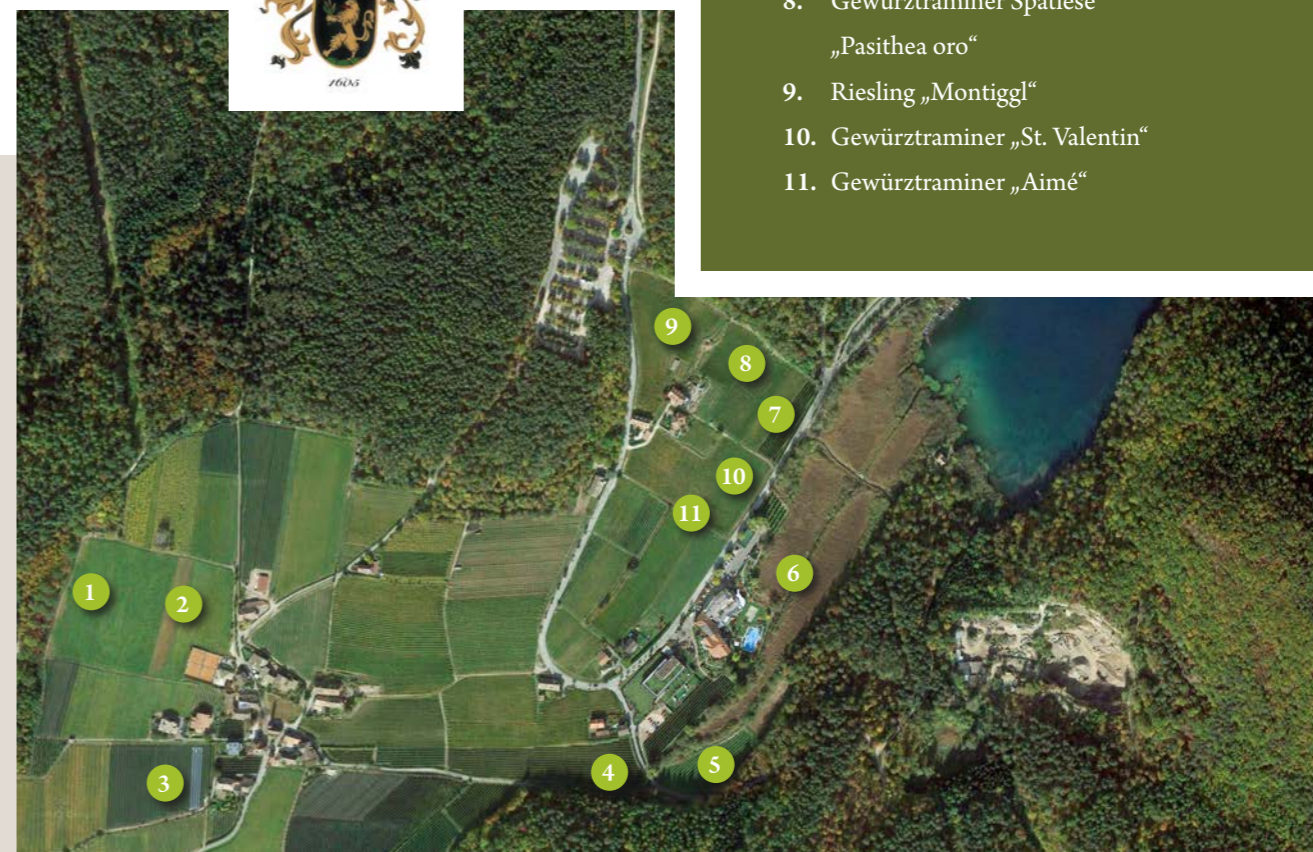 1605
8. Gewürztraminer Spätlese
„Pasithea oro“
9. Riesling „Montiggl“
10. Gewürztraminer „St. Valentin“
11. Gewürztraminer „Aimé“
9
8
7
10
11
6
1
2
4
5
3